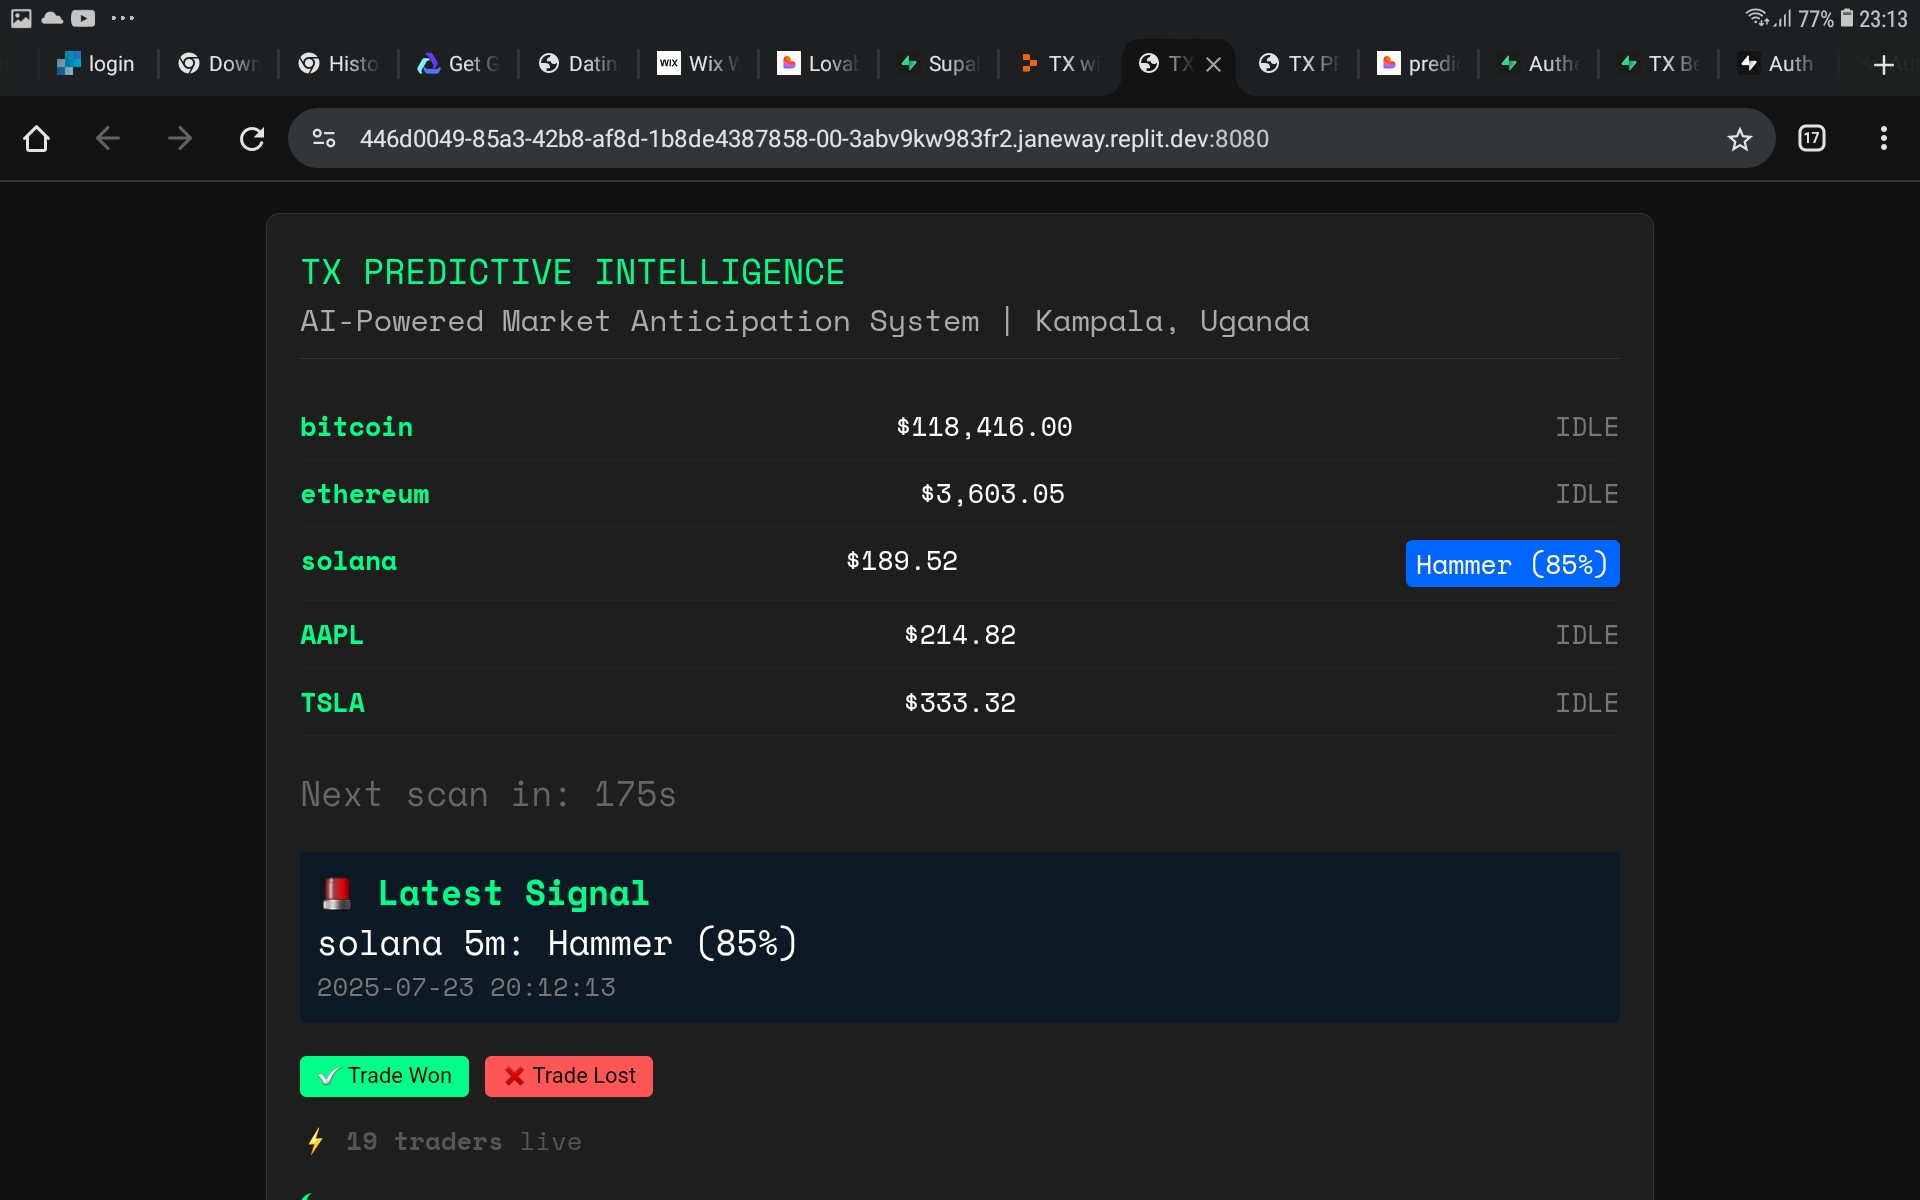 77% 23:13
login Down Histo Get G Datin Wix W Lovab Supa TX wi TX TX PR predi Authe TX Be Auth
446d0049-85a3-42b8-af8d-1b8de4387858-00-3abv9kw983fr2.janeway.replit.dev:8080 17
TX PREDICTIVE INTELLIGENCE
AI-Powered Market Anticipation System | Kampala, Uganda
bitcoin $118,416.00 IDLE
ethereum $3,603.05 IDLE
solana $189.52 Hammer (85%)
AAPL $214.82 IDLE
TSLA $333.32 IDLE
Next scan in: 175s
🚨 Latest Signal
solana 5m: Hammer (85%)
2025-07-23 20:12:13
✅ Trade Won ❌ Trade Lost
⚡ 19 traders live